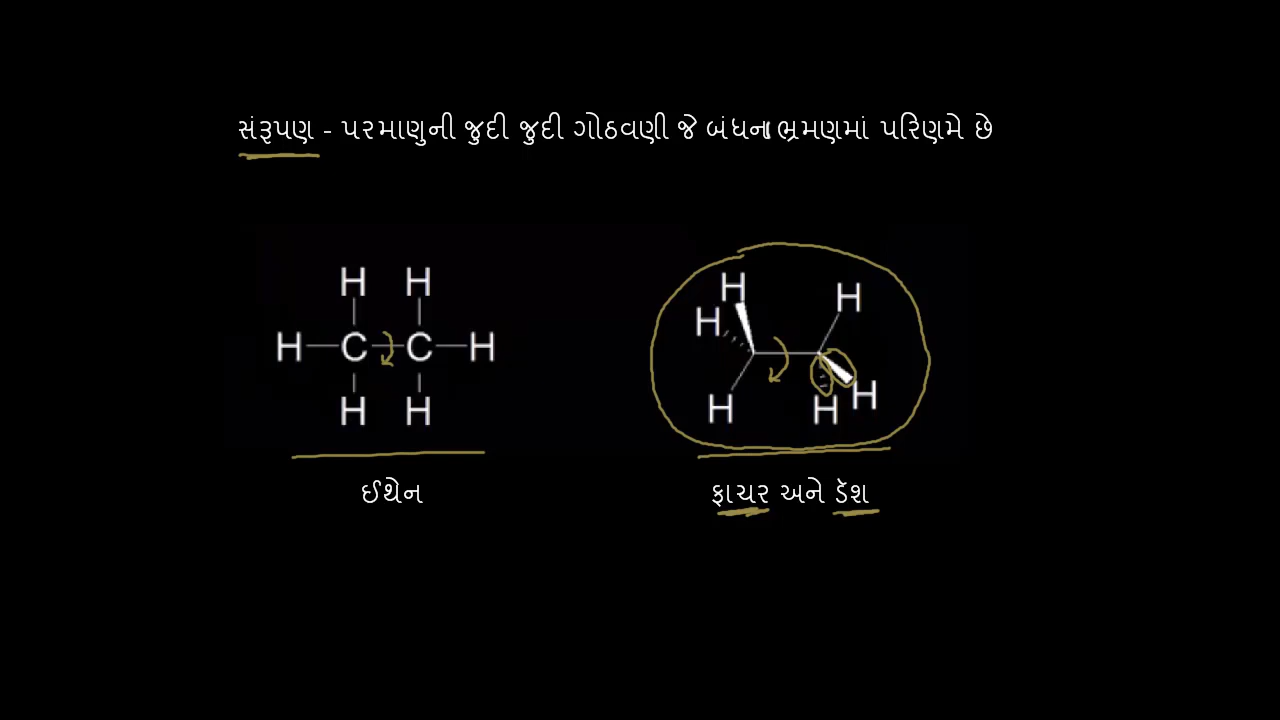 સંરૂપણ - પરમાણુની જુદી જુદી ગોઠવણી જે બંધના ભ્રમણમાં પરિણમે છે
H H H H
H
H C C H
H H H H H
ઈથેન ફાચર અને ડૅશ